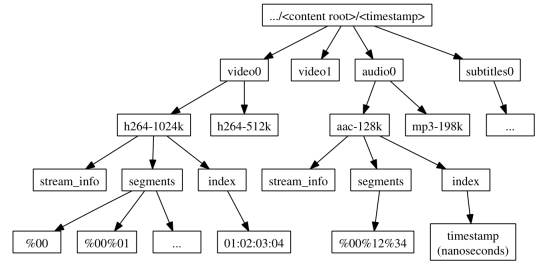 .../<content root>/<timestamp>
video0
video1
audio0
subtitles0
h264-1024k
h264-512k
aac-128k
mp3-198k
...
stream_info
segments
index
stream_info
segments
index
%00
%00%01
...
01:02:03:04
%00%12%34
timestamp
(nanoseconds)